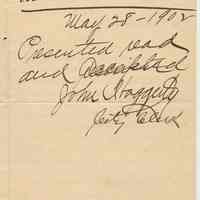 May 28-1902
Presented read
and Accepted
John Haggerty
City Clerk